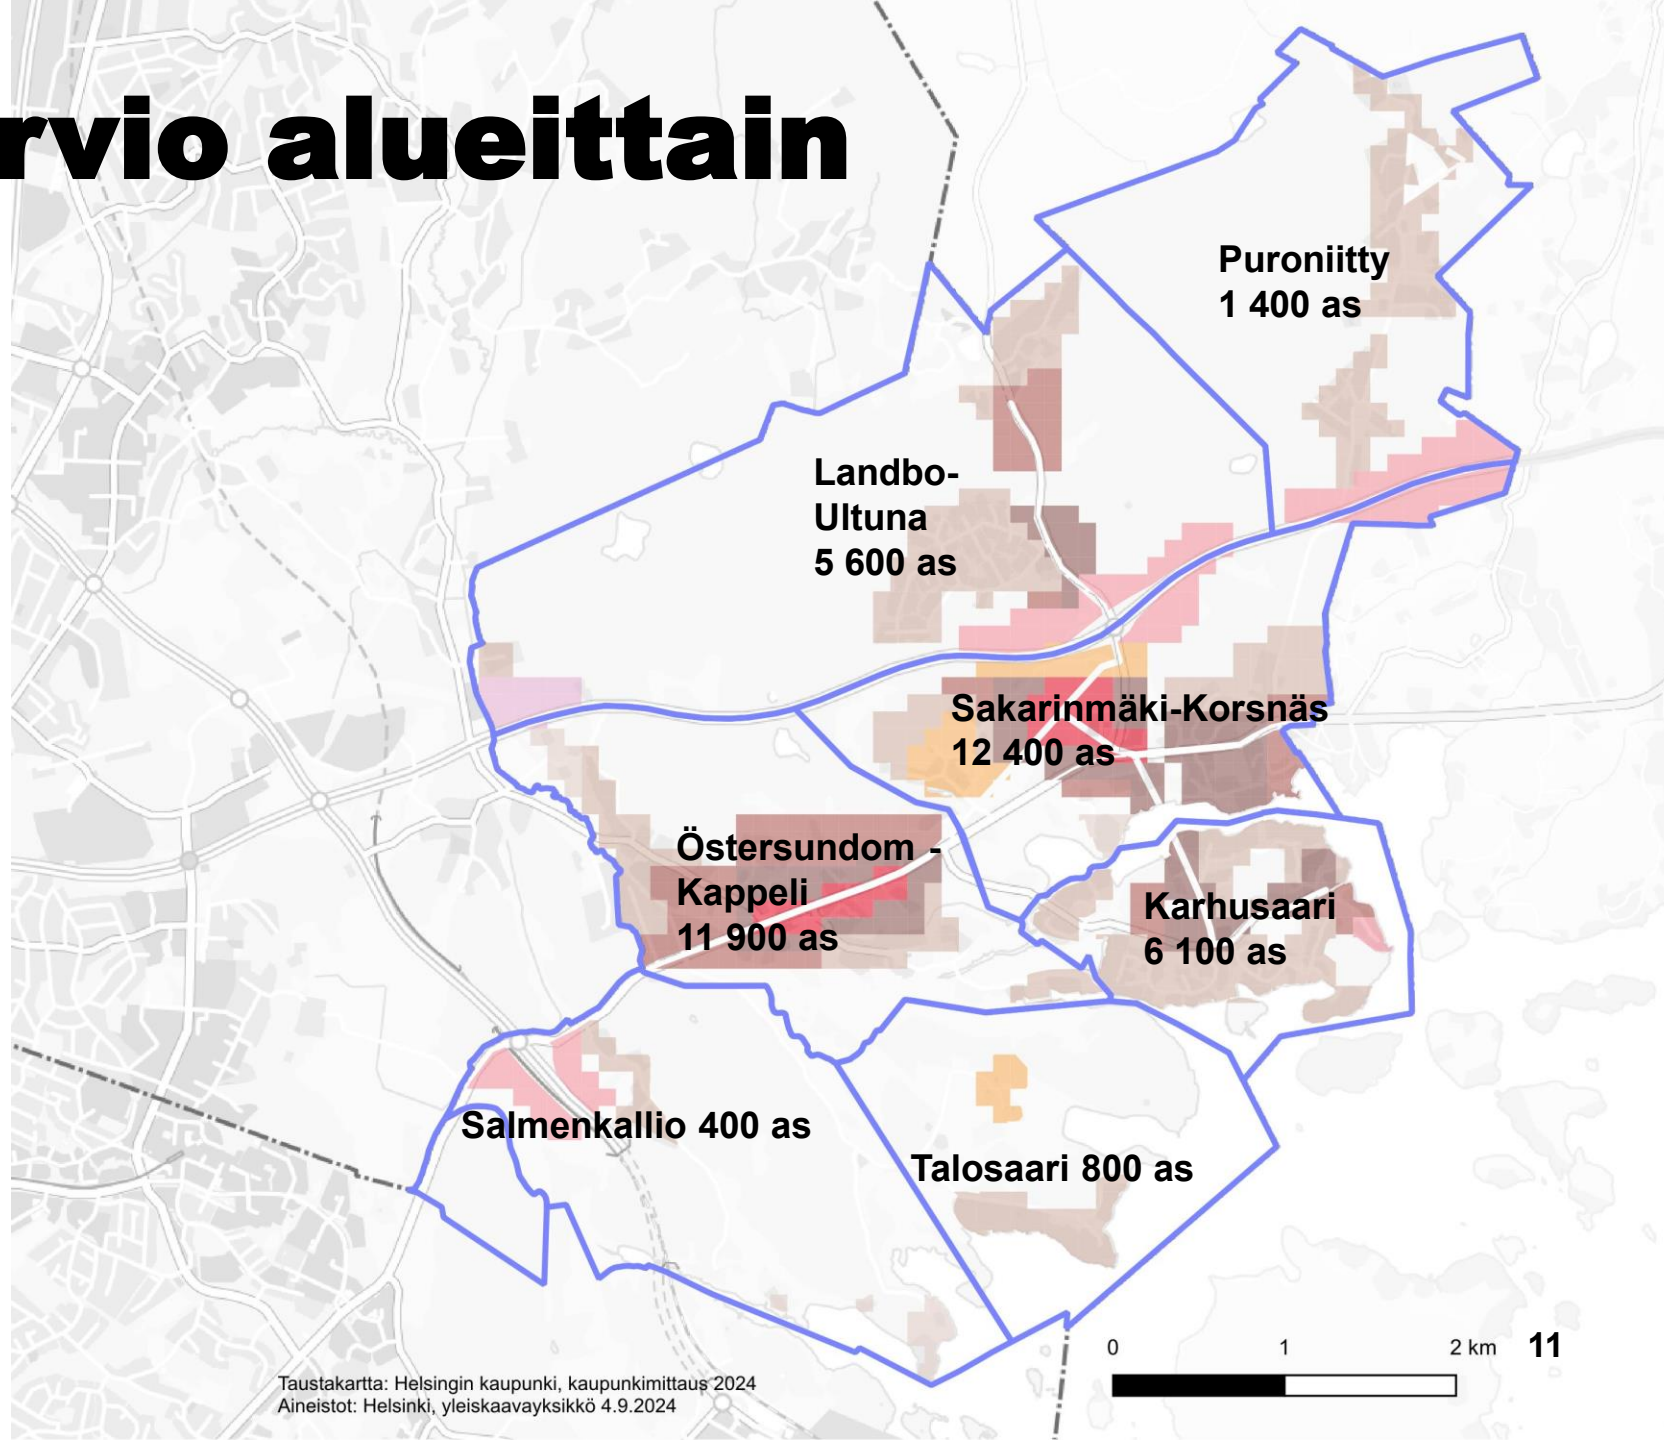 rvio alueittain
Puroniitty
1 400 as
Landbo-
Ultuna
5 600 as
Sakarinmäki-Korsnäs
12 400 as
Östersundom -
Kappeli
11 900 as
Karhusaari
6 100 as
Salmenkallio 400 as
Talosaari 800 as
0 1 2 km 11
Taustakartta: Helsingin kaupunki, kaupunkimittaus 2024
Aineistot: Helsinki, yleiskaavayksikkö 4.9.2024